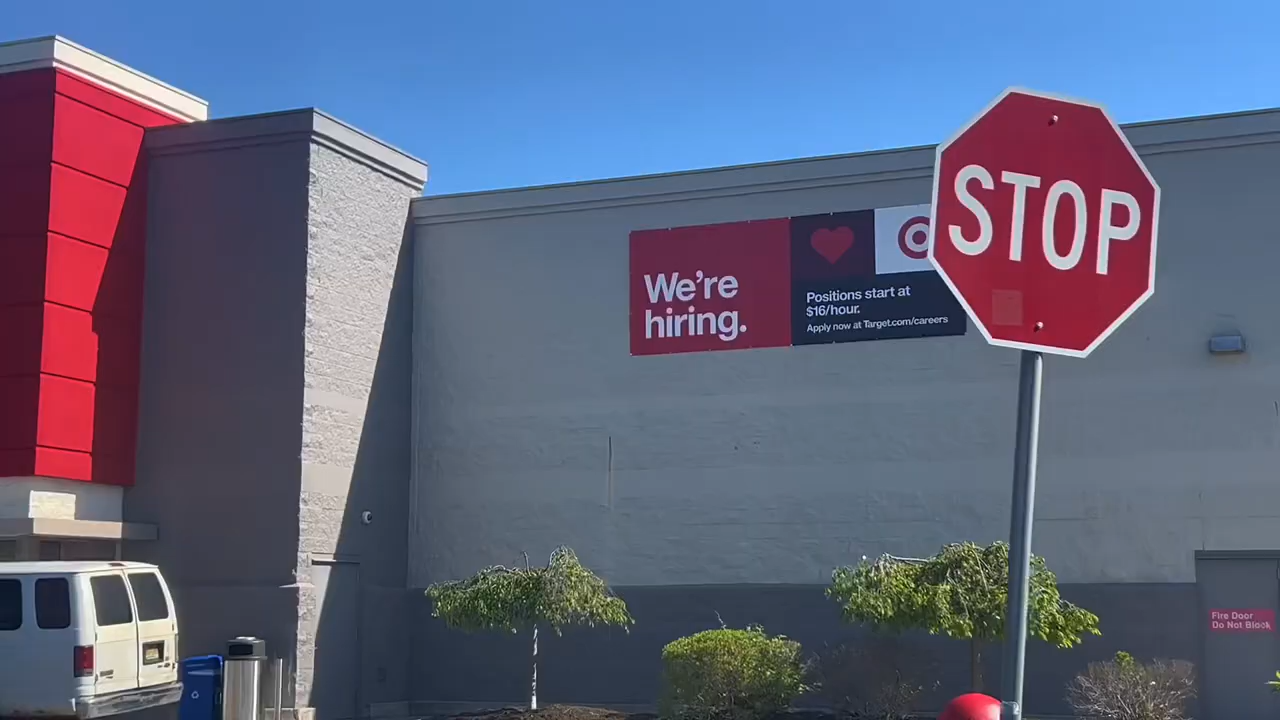 We're
hiring.
Positions start at
$16/hour.
Apply now at Target.com/careers
STOP
Fire Door
Do Not Block